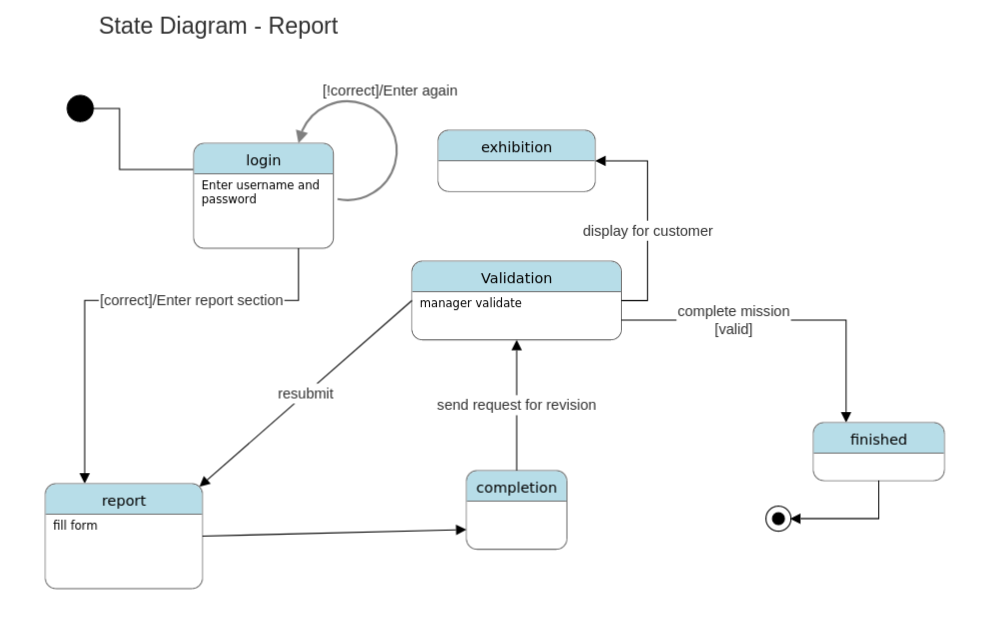 State Diagram - Report
[!correct]/Enter again
login
Enter username and
password
exhibition
display for customer
Validation
manager validate
[correct]/Enter report section
complete mission
[valid]
resubmit
send request for revision
finished
report
fill form
completion